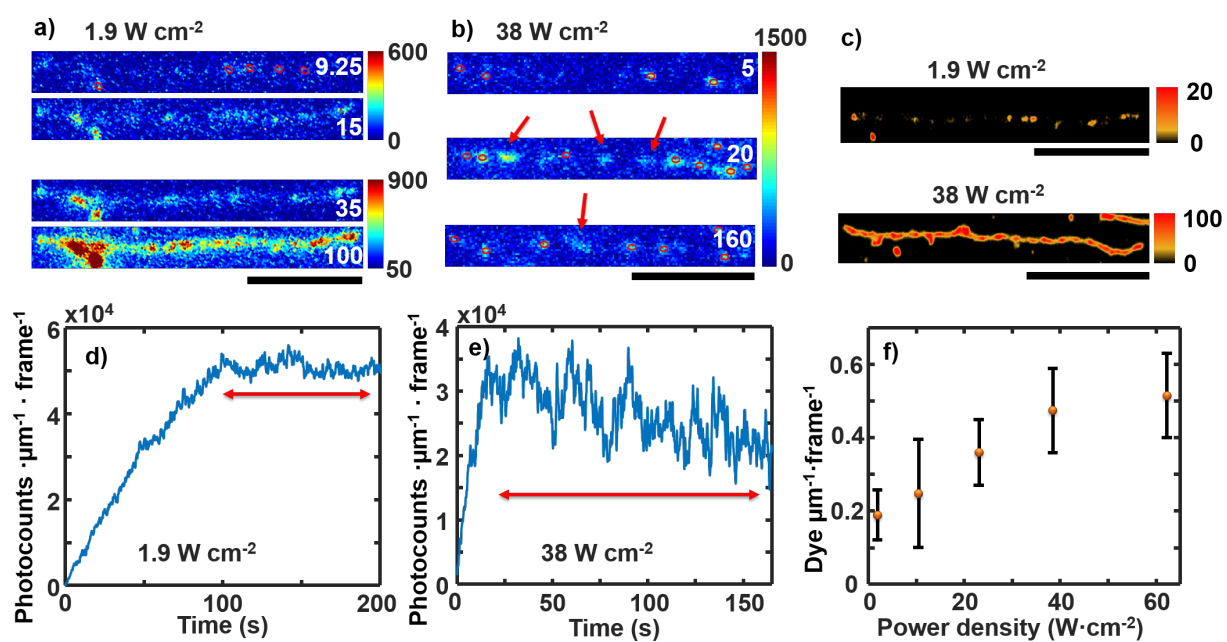 a) 1.9 W cm-2
600
9.25
15
0
900
35
100
50
b) 38 W cm-2
1500
5
20
160
0
c)
1.9 W cm-2
20
0
38 W cm-2
100
0
x10⁴
6
4
2
0
d)
1.9 W cm-2
0
100
200
Time (s)
Photocounts ·µm-1 · frame-1
x10⁴
4
3
2
1
0
e)
38 W cm-2
0
50
100
150
Time (s)
Photocounts ·µm-1 · frame-1
f)
0.6
0.4
0.2
0
0
20
40
60
Power density (W·cm-2)
Dye µm-1·frame-1